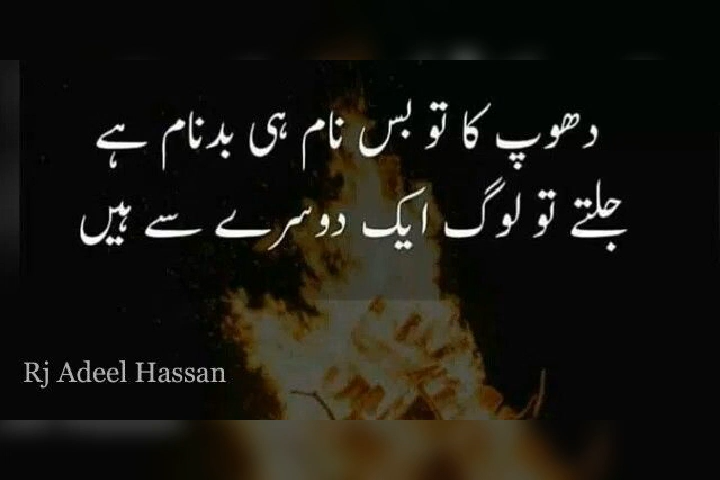 دھوپ کا تو بس نام ہی بدنام ہے
جلتے تو لوگ ایک دوسرے سے ہیں
Rj Adeel Hassan